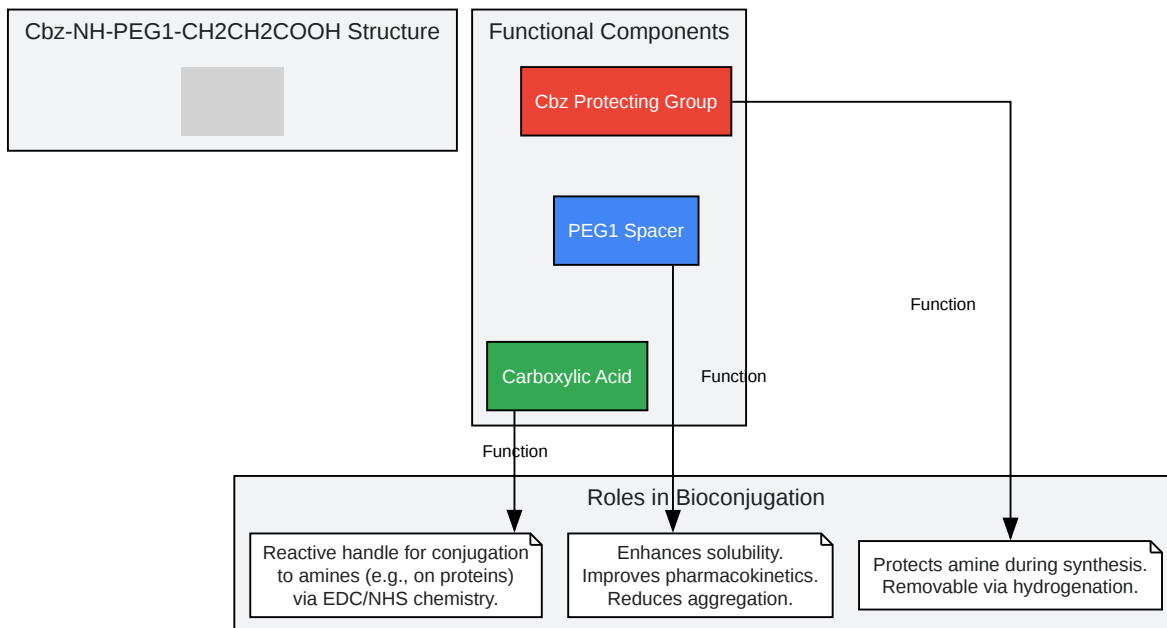 Cbz-NH-PEG1-CH2CH2COOH Structure
Functional Components
Cbz Protecting Group
PEG1 Spacer
Function
Carboxylic Acid
Function
Function
Roles in Bioconjugation
Reactive handle for conjugation
to amines (e.g., on proteins)
via EDC/NHS chemistry.
Enhances solubility.
Improves pharmacokinetics.
Reduces aggregation.
Protects amine during synthesis.
Removable via hydrogenation.